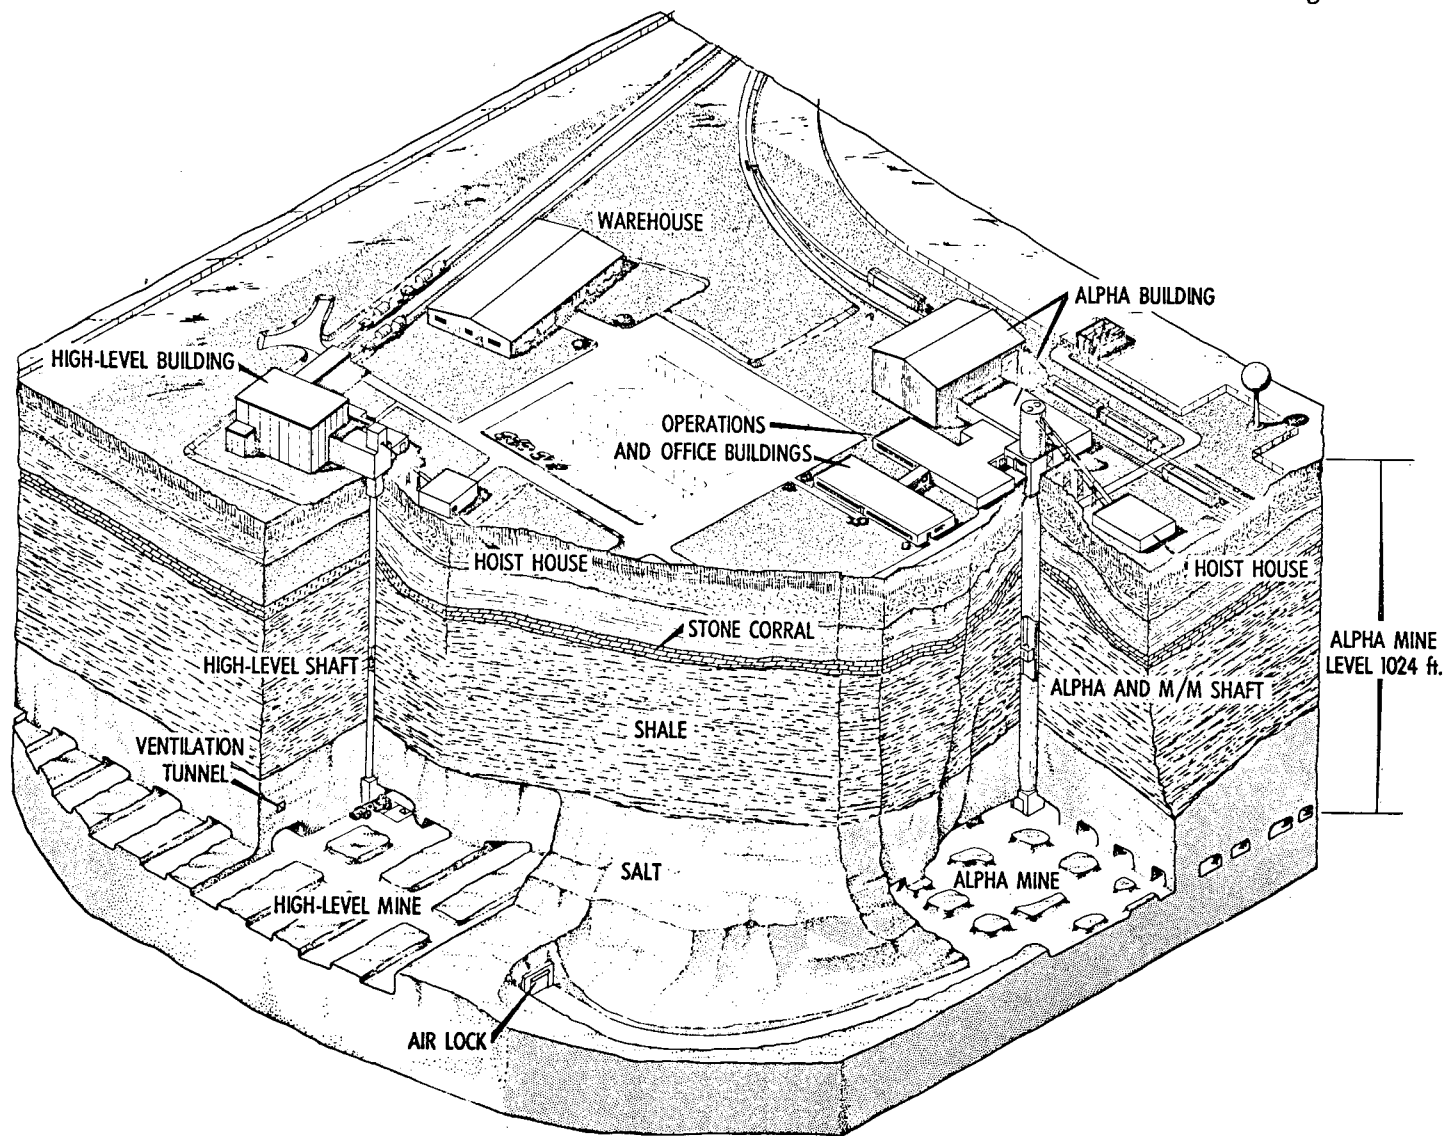 WAREHOUSE
ALPHA BUILDING
HIGH-LEVEL BUILDING
OPERATIONS
AND OFFICE BUILDINGS
HOIST HOUSE
HOIST HOUSE
STONE CORRAL
ALPHA MINE
LEVEL 1024 ft.
HIGH-LEVEL SHAFT
ALPHA AND M/M SHAFT
SHALE
VENTILATION
TUNNEL
SALT
ALPHA MINE
HIGH-LEVEL MINE
AIR LOCK